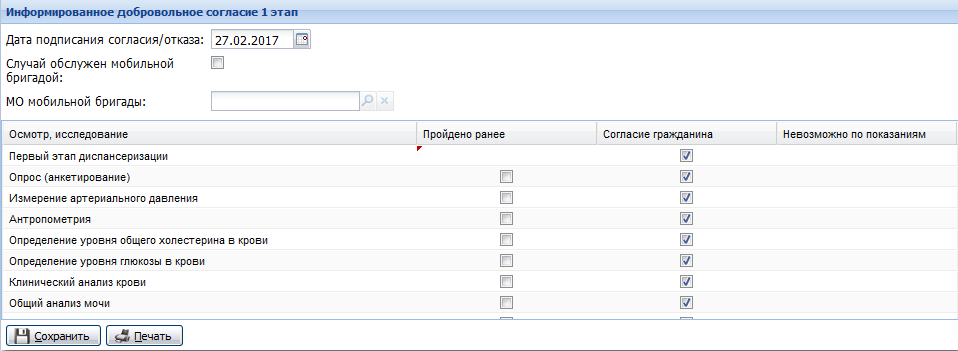 Информированное добровольное согласие 1 этап
Дата подписания согласия/отказа: 27.02.2017
Случай обслужен мобильной
бригадой:
МО мобильной бригады:
Осмотр, исследование Пройдено ранее Согласие гражданина Невозможно по показаниям
Первый этап диспансеризации
Опрос (анкетирование)
Измерение артериального давления
Антропометрия
Определение уровня общего холестерина в крови
Определение уровня глюкозы в крови
Клинический анализ крови
Общий анализ мочи
Сохранить Печать